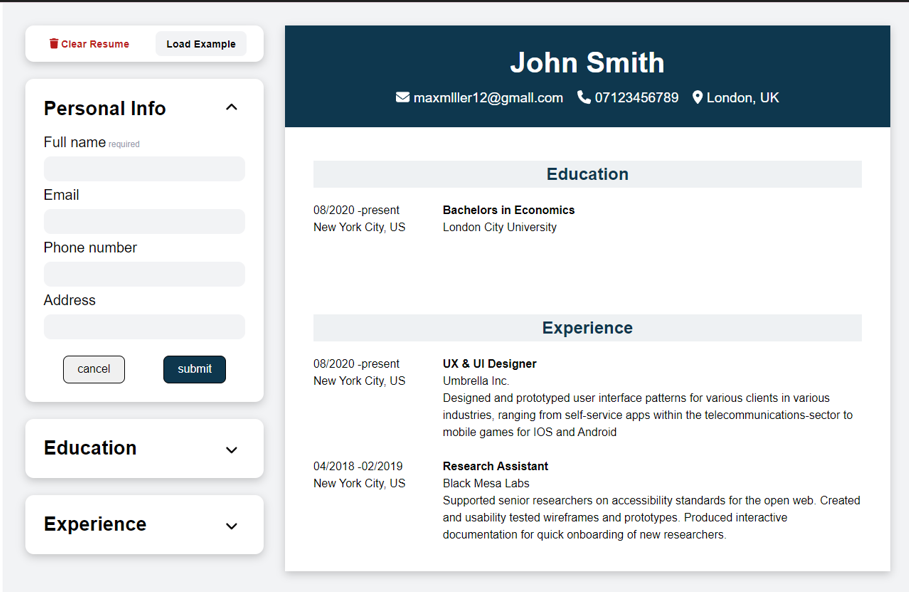 Clear Resume
Load Example
Personal Info
Full name required
Email
Phone number
Address
cancel
submit
Education
Experience
John Smith
maxmlller12@gmall.com 07123456789 London, UK
Education
08/2020 -present Bachelors in Economics
New York City, US London City University
Experience
08/2020 -present UX & UI Designer
New York City, US Umbrella Inc.
Designed and prototyped user interface patterns for various clients in various
industries, ranging from self-service apps within the telecommunications-sector to
mobile games for IOS and Android
04/2018 -02/2019 Research Assistant
New York City, US Black Mesa Labs
Supported senior researchers on accessibility standards for the open web. Created
and usability tested wireframes and prototypes. Produced interactive
documentation for quick onboarding of new researchers.